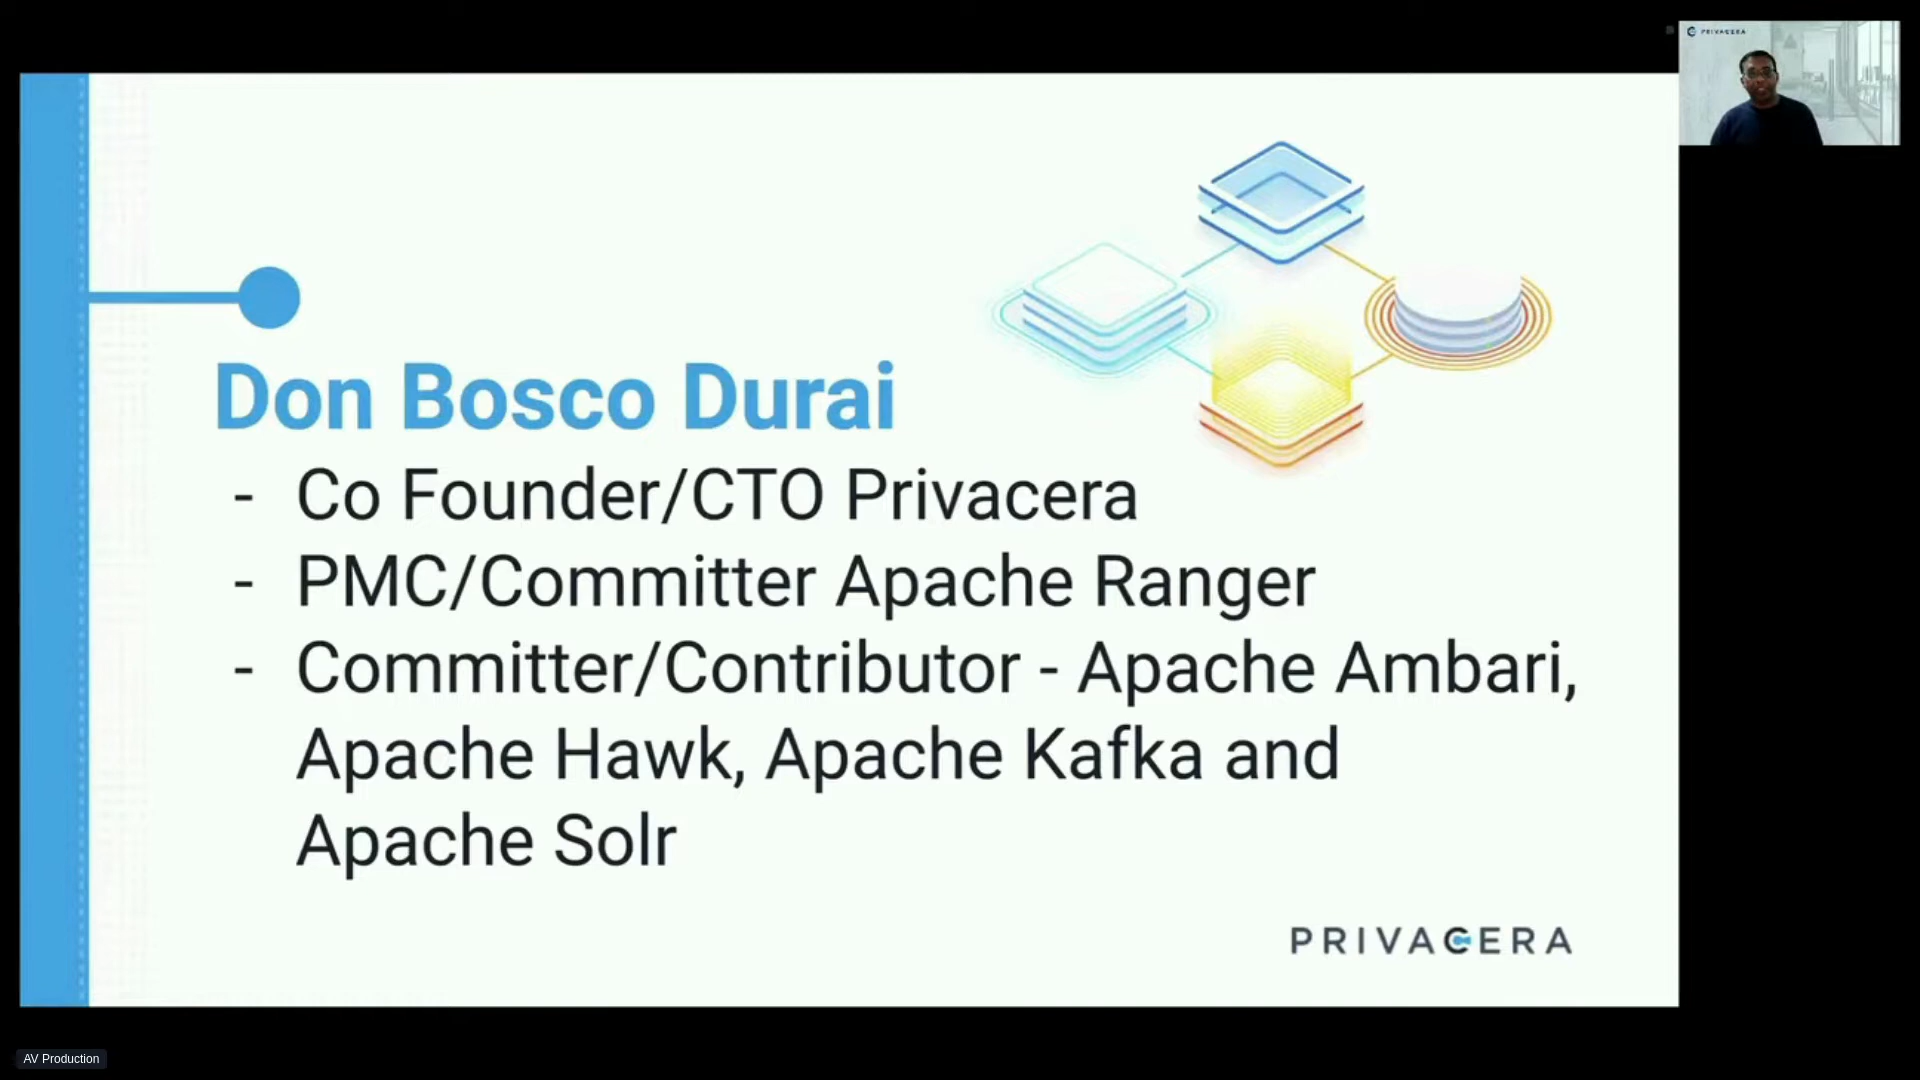 PRIVACERA
Don Bosco Durai
- Co Founder/CTO Privacera
- PMC/Committer Apache Ranger
- Committer/Contributor - Apache Ambari,
Apache Hawk, Apache Kafka and
Apache Solr
PRIVACERA
AV Production